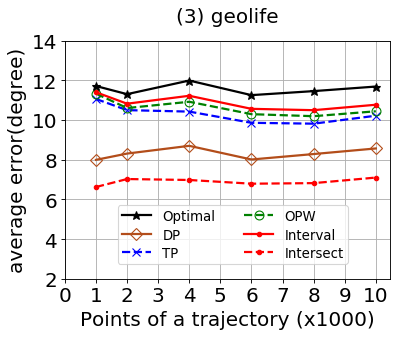 (3) geolife
average error(degree)
14
12
10
8
6
4
2
Optimal OPW
DP Interval
TP Intersect
0 1 2 3 4 5 6 7 8 9 10
Points of a trajectory (x1000)